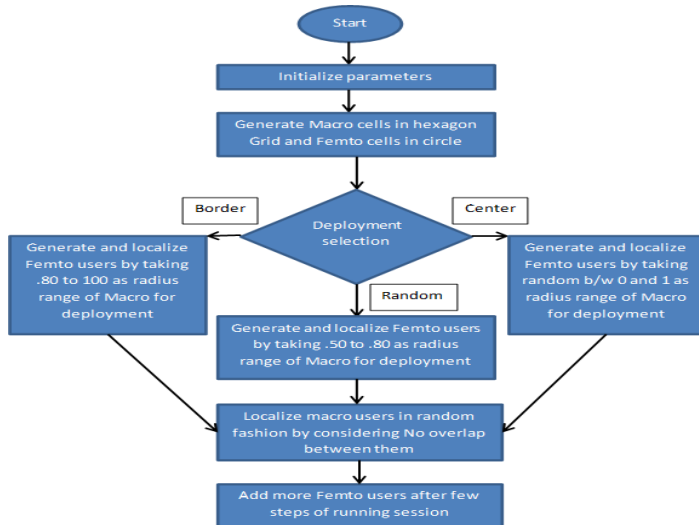 Start
Initialize parameters
Generate Macro cells in hexagon
Grid and Femto cells in circle
Deployment
selection
Border
Center
Random
Generate and localize
Femto users by taking
.80 to 100 as radius
range of Macro for
deployment
Generate and localize Femto users
by taking .50 to .80 as radius
range of Macro for deployment
Generate and localize
Femto users by taking
random b/w 0 and 1 as
radius range of Macro
for deployment
Localize macro users in random
fashion by considering No overlap
between them
Add more Femto users after few
steps of running session